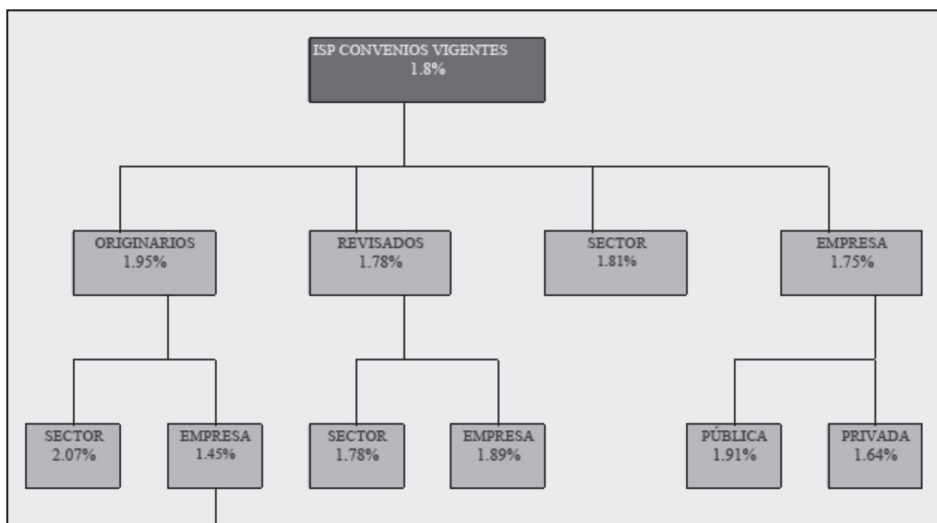 ISP CONVENIOS VIGENTES
1.8%
ORIGINARIOS
1.95%
REVISADOS
1.78%
SECTOR
1.81%
EMPRESA
1.75%
SECTOR
2.07%
EMPRESA
1.45%
SECTOR
1.78%
EMPRESA
1.89%
PÚBLICA
1.91%
PRIVADA
1.64%